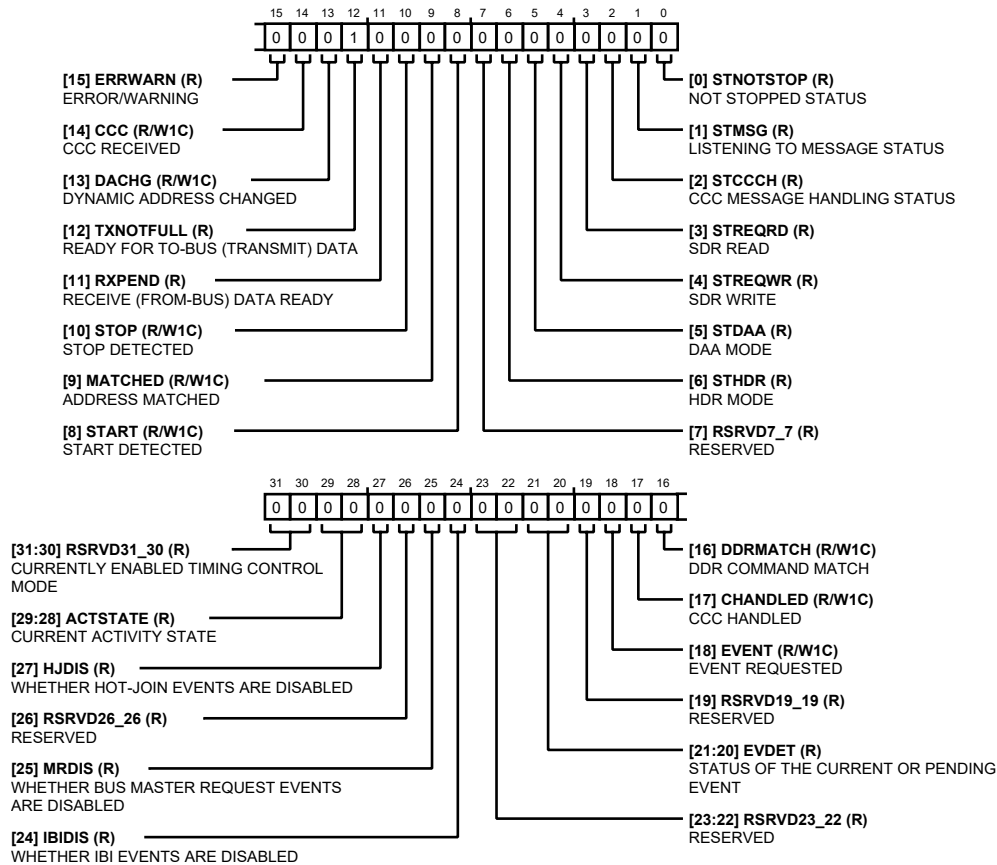 15 14 13 12 11 10 9 8 7 6 5 4 3 2 1 0
0 0 0 1 0 0 0 0 0 0 0 0 0 0 0 0
[15] ERRWARN (R)
ERROR/WARNING
[14] CCC (R/W1C)
CCC RECEIVED
[13] DACHG (R/W1C)
DYNAMIC ADDRESS CHANGED
[12] TXNOTFULL (R)
READY FOR TO-BUS (TRANSMIT) DATA
[11] RXPEND (R)
RECEIVE (FROM-BUS) DATA READY
[10] STOP (R/W1C)
STOP DETECTED
[9] MATCHED (R/W1C)
ADDRESS MATCHED
[8] START (R/W1C)
START DETECTED
[0] STNOTSTOP (R)
NOT STOPPED STATUS
[1] STMSG (R)
LISTENING TO MESSAGE STATUS
[2] STCCCH (R)
CCC MESSAGE HANDLING STATUS
[3] STREQRD (R)
SDR READ
[4] STREQWR (R)
SDR WRITE
[5] STDAA (R)
DAA MODE
[6] STHDR (R)
HDR MODE
[7] RSRVD7_7 (R)
RESERVED
31 30 29 28 27 26 25 24 23 22 21 20 19 18 17 16
0 0 0 0 0 0 0 0 0 0 0 0 0 0 0 0
[31:30] RSRVD31_30 (R)
CURRENTLY ENABLED TIMING CONTROL
MODE
[29:28] ACTSTATE (R)
CURRENT ACTIVITY STATE
[27] HJDIS (R)
WHETHER HOT-JOIN EVENTS ARE DISABLED
[26] RSRVD26_26 (R)
RESERVED
[25] MRDIS (R)
WHETHER BUS MASTER REQUEST EVENTS
ARE DISABLED
[24] IBIDIS (R)
WHETHER IBI EVENTS ARE DISABLED
[16] DDRMATCH (R/W1C)
DDR COMMAND MATCH
[17] CHANDLED (R/W1C)
CCC HANDLED
[18] EVENT (R/W1C)
EVENT REQUESTED
[19] RSRVD19_19 (R)
RESERVED
[21:20] EVDET (R)
STATUS OF THE CURRENT OR PENDING
EVENT
[23:22] RSRVD23_22 (R)
RESERVED